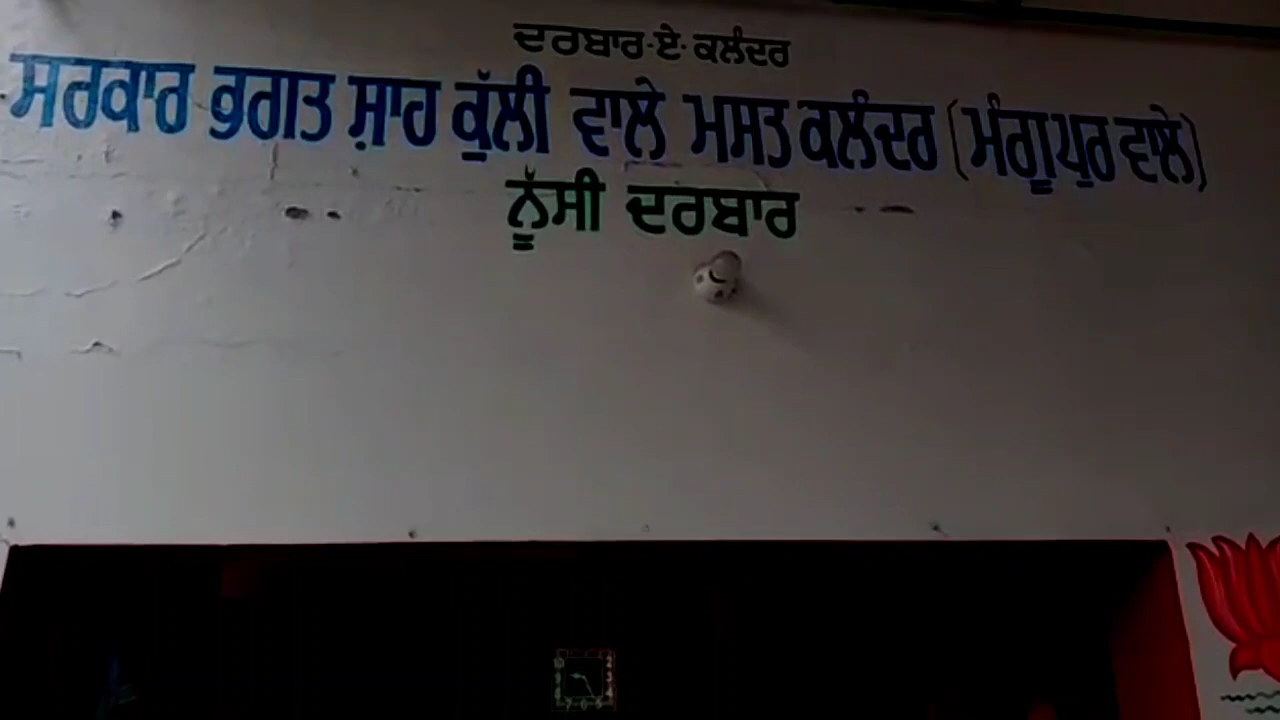 ਦਰਬਾਰ-ਏ-ਕਲੰਦਰ
ਸਰਕਾਰ ਭਗਤ ਸ਼ਾਹ ਕੁੱਲੀ ਵਾਲੇ ਮਸਤ ਕਲੰਦਰ (ਮੰਗੂਪੁਰ ਵਾਲੇ)
ਨੂੱਸੀ ਦਰਬਾਰ